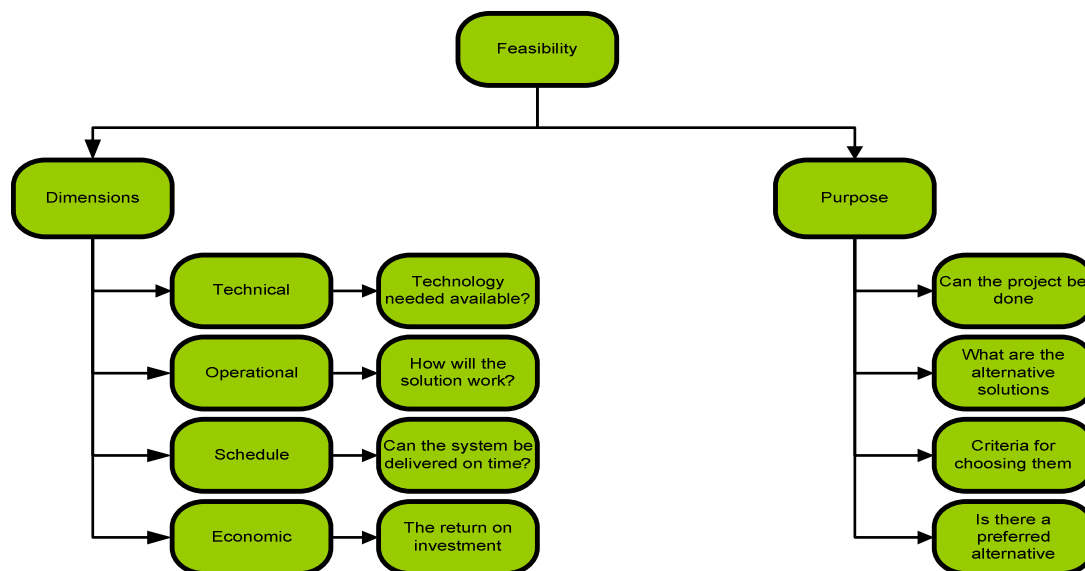 Feasibility
Dimensions
Purpose
Technical
Technology
needed available?
Can the project be
done
Operational
How will the
solution work?
What are the
alternative
solutions
Schedule
Can the system be
delivered on time?
Criteria for
choosing them
Economic
The return on
investment
Is there a
preferred
alternative